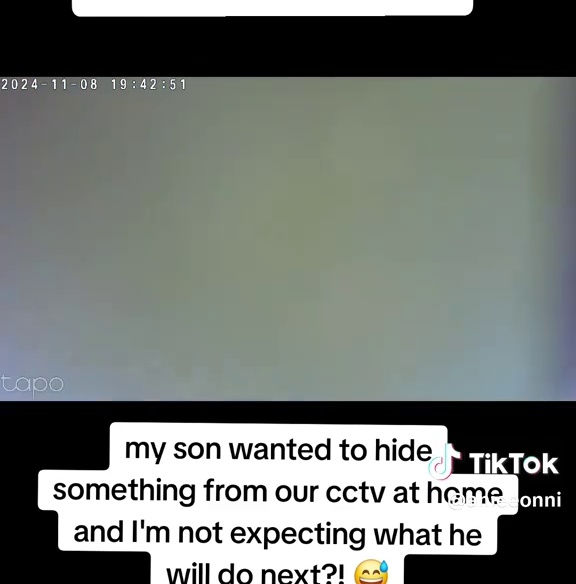 2024-11-08 19:42:51
tapo
my son wanted to hide
TikTok
something from our cctv at home
and I'm not expecting what he
will do next?! 😅